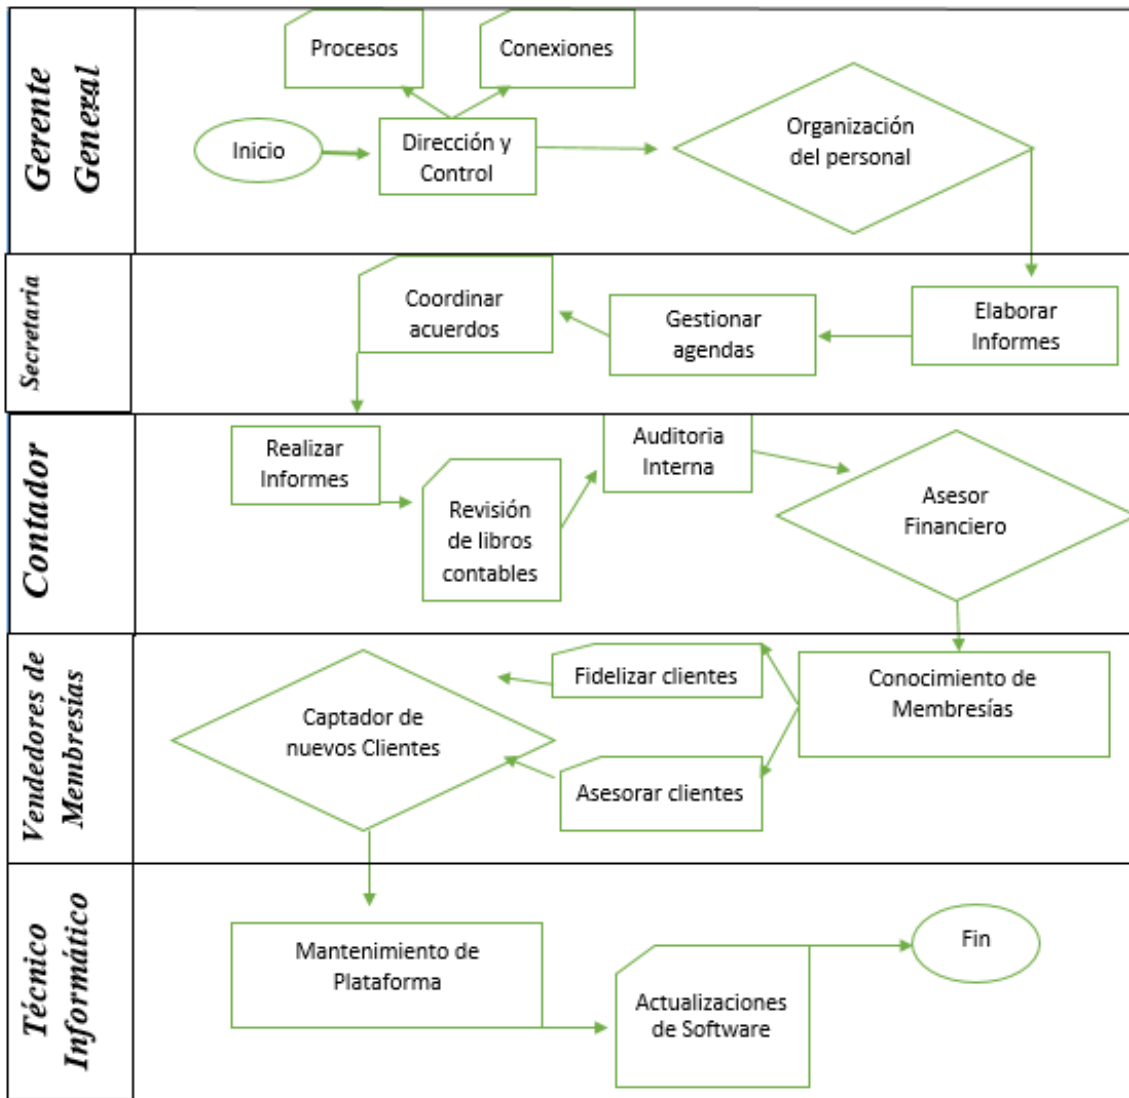 Gerente
General
Procesos
Conexiones
Inicio
Dirección y
Control
Organización
del personal
Secretaria
Coordinar
acuerdos
Gestionar
agendas
Elaborar
Informes
Contador
Realizar
Informes
Revisión
de libros
contables
Auditoria
Interna
Asesor
Financiero
Vendedores de
Membresías
Captador de
nuevos Clientes
Fidelizar clientes
Asesorar clientes
Conocimiento de
Membresías
Técnico
Informático
Mantenimiento de
Plataforma
Actualizaciones
de Software
Fin